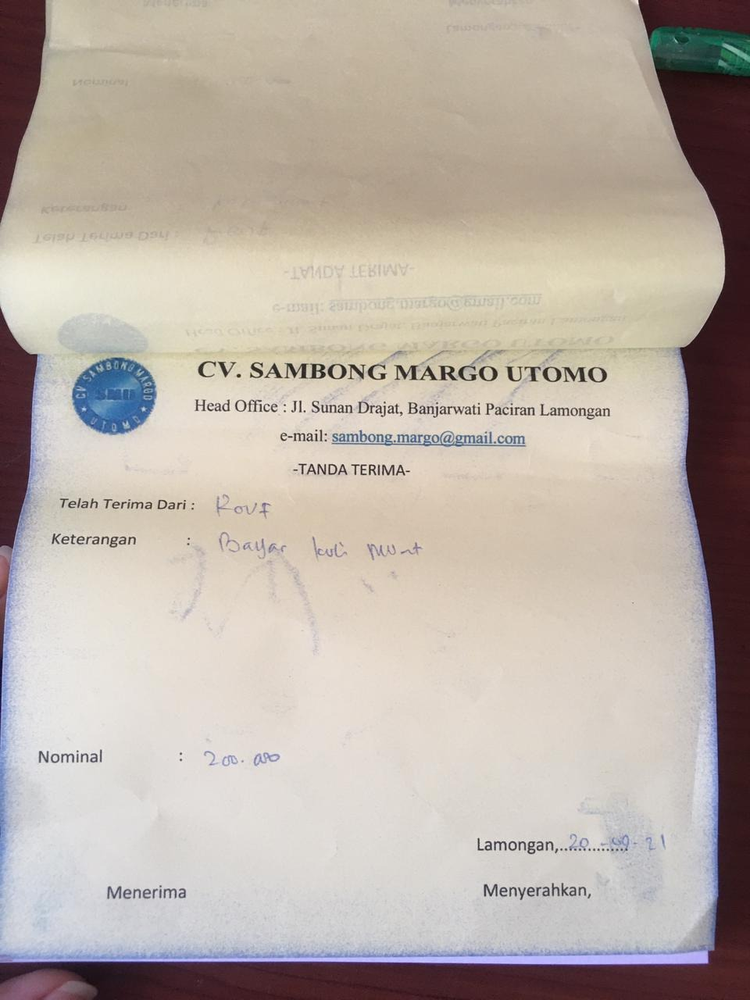 CV. SAMBONG MARGO UTOMO
Head Office : Jl. Sunan Drajat, Banjarwati Paciran Lamongan
e-mail: sambong.margo@gmail.com
-TANDA TERIMA-
Telah Terima Dari : Rouf
Keterangan : Bayar kuli
Nominal : 200.000
Lamongan, 20-09-21
Menerima Menyerahkan,
CV SAMBONG MARGO
SMU
UTOMO